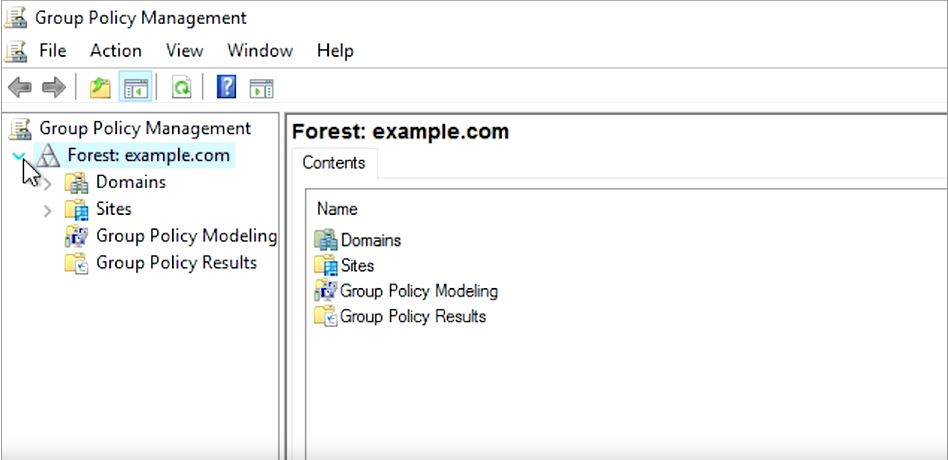 Group Policy Management
File Action View Window Help
Group Policy Management
Forest: example.com
Domains
Sites
Group Policy Modeling
Group Policy Results
Forest: example.com
Contents
Name
Domains
Sites
Group Policy Modeling
Group Policy Results